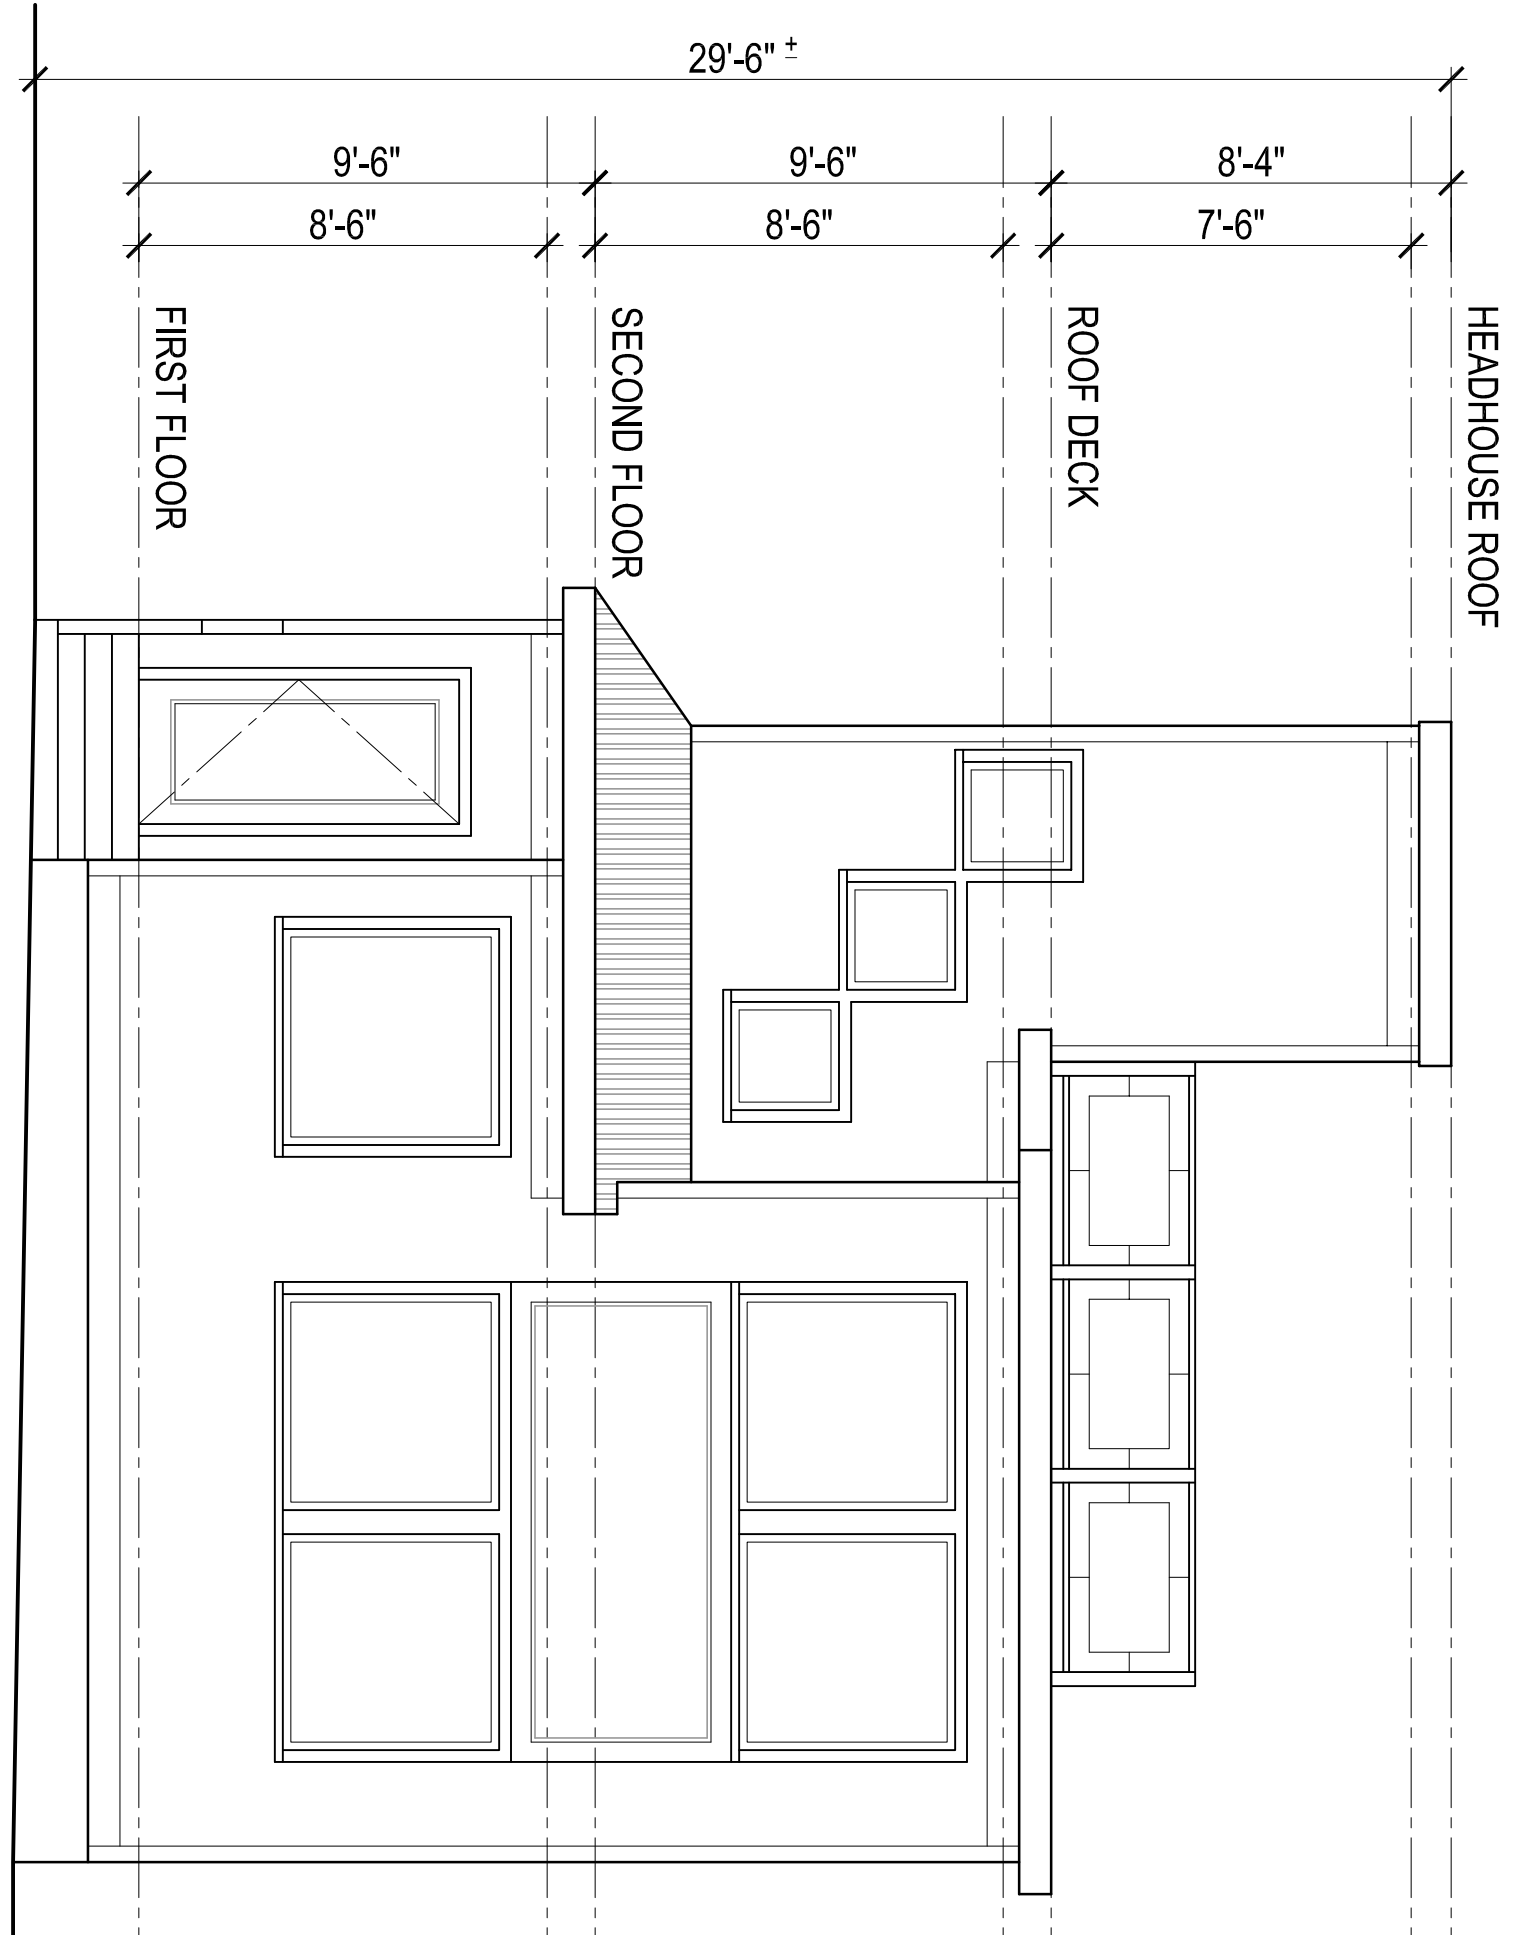 29'-6" ±
9'-6"
9'-6"
8'-4"
8'-6"
8'-6"
7'-6"
FIRST FLOOR
SECOND FLOOR
ROOF DECK
HEADHOUSE ROOF